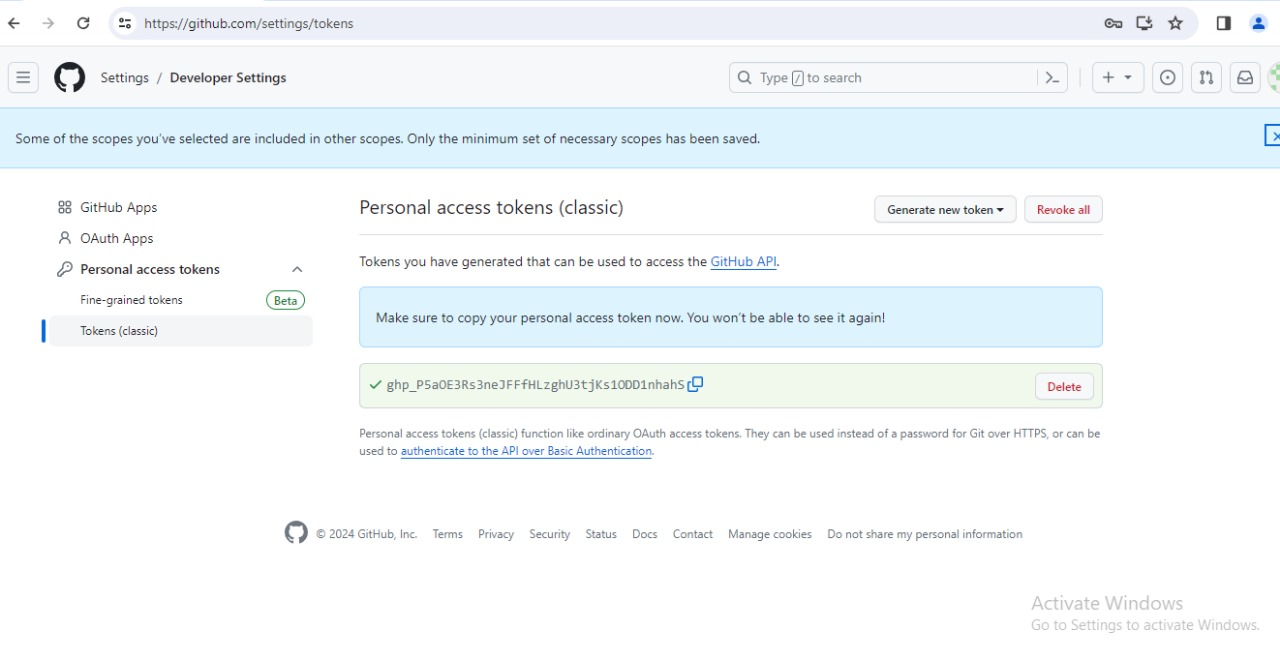 https://github.com/settings/tokens
Settings / Developer Settings
Type / to search
Some of the scopes you've selected are included in other scopes. Only the minimum set of necessary scopes has been saved.
GitHub Apps
OAuth Apps
Personal access tokens
Fine-grained tokens Beta
Tokens (classic)
Personal access tokens (classic)
Generate new token
Revoke all
Tokens you have generated that can be used to access the GitHub API.
Make sure to copy your personal access token now. You won't be able to see it again!
Delete
Personal access tokens (classic) function like ordinary OAuth access tokens. They can be used instead of a password for Git over HTTPS, or can be
used to authenticate to the API over Basic Authentication.
© 2024 GitHub, Inc. Terms Privacy Security Status Docs Contact Manage cookies Do not share my personal information
Activate Windows
Go to Settings to activate Windows.